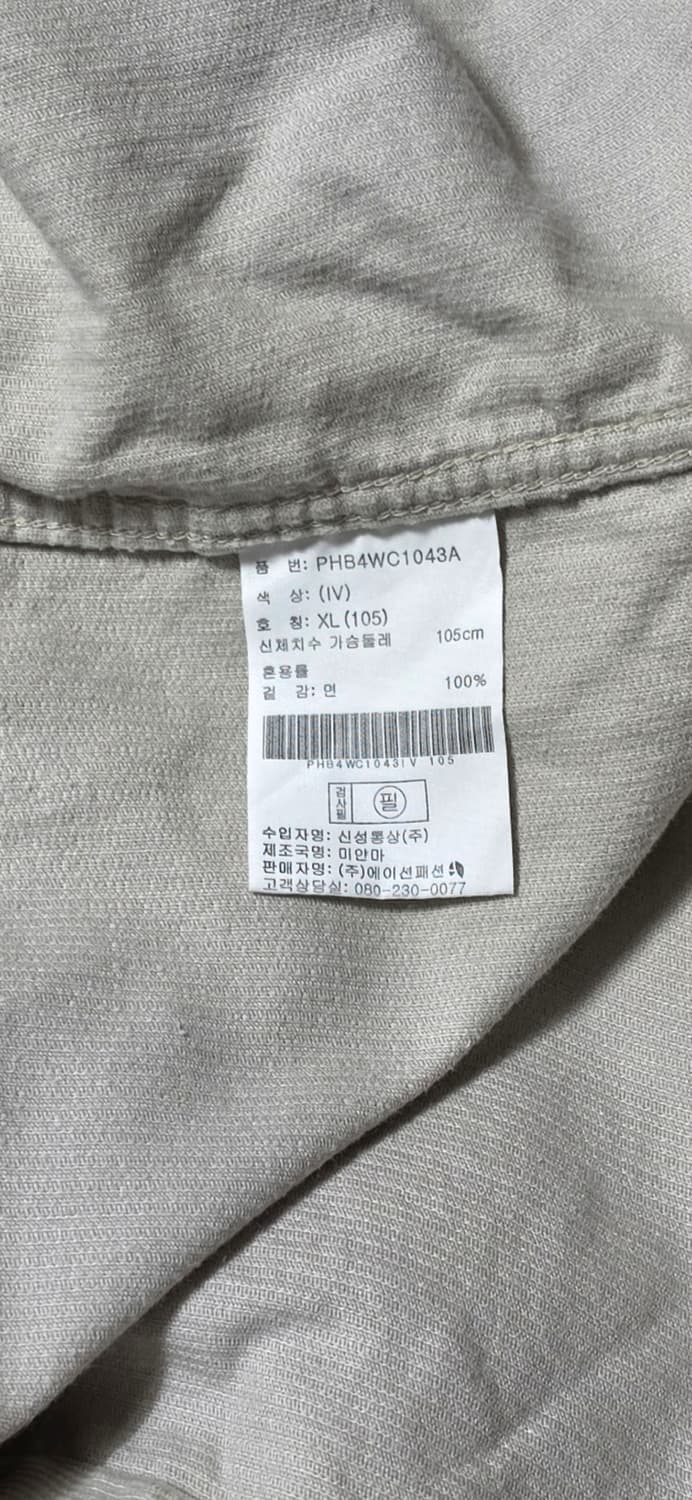 품 번: PHB4WC1043A
색 상: (IV)
호 칭: XL (105)
신체치수 가슴둘레 105cm
혼용률
겉 감: 면 100%
PHB4WC1043IV 105
검사필 필
수입자명: 신성통상(주)
제조국명: 미얀마
판매자명: (주)에이션패션
고객상담실: 080-230-0077